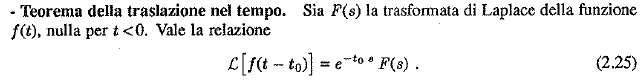 - Teorema della traslazione nel tempo. Sia F(s) la trasformata di Laplace della funzione
f(t), nulla per t < 0. Vale la relazione
ℒ[f(t − t₀)] = e^{−t₀ s} F(s) . (2.25)